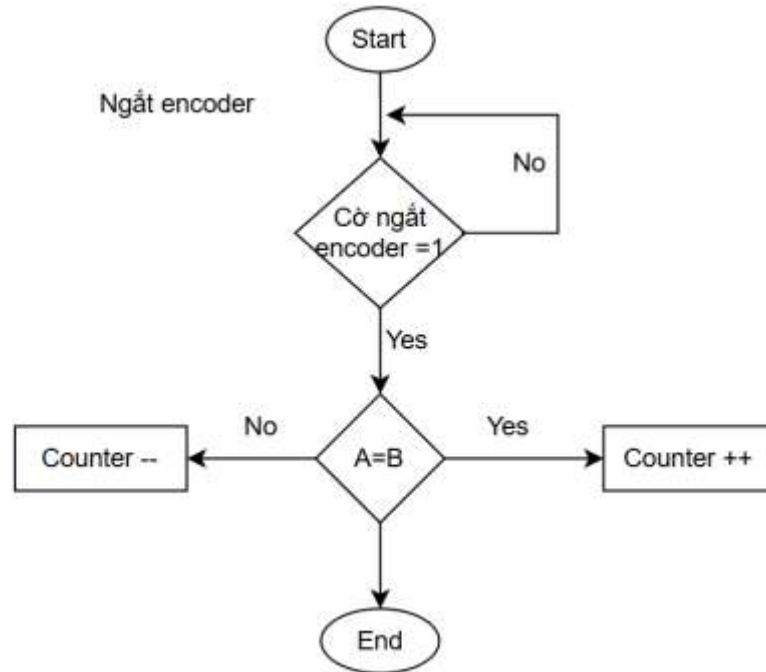 Start
Ngắt encoder
No
Cờ ngắt
encoder =1
Yes
No
Yes
Counter --
A=B
Counter ++
End